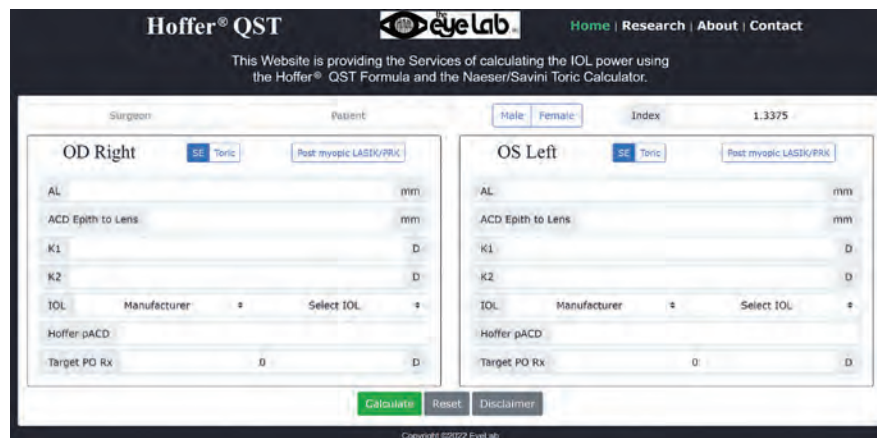 Hoffer® QST
the eye Lab.
Home | Research | About | Contact
This Website is providing the Services of calculating the IOL power using
the Hoffer® QST Formula and the Naeser/Savini Toric Calculator.
Surgeon Patient Male Female Index 1.3375
OD Right SE Toric Post myopic LASIK/PRK
AL mm
ACD Epith to Lens mm
K1 D
K2 D
IOL Manufacturer Select IOL
Hoffer pACD
Target PO Rx 0 D
OS Left SE Toric Post myopic LASIK/PRK
AL mm
ACD Epith to Lens mm
K1 D
K2 D
IOL Manufacturer Select IOL
Hoffer pACD
Target PO Rx 0 D
Calculate Reset Disclaimer
Copyright ©2022 EyeLab